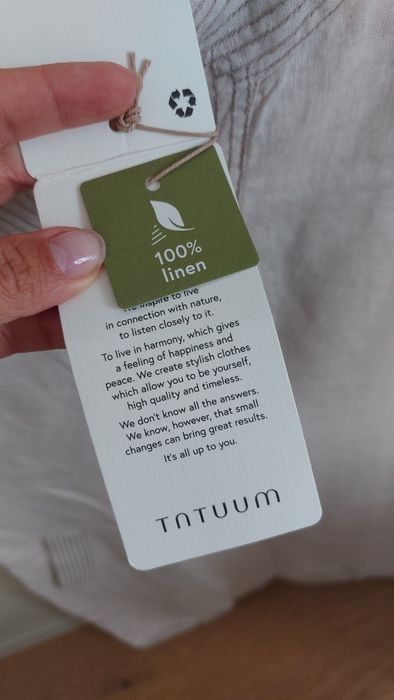 100%
linen
We inspire to live
in connection with nature,
to listen closely to it.
To live in harmony, which gives
a feeling of happiness and
peace. We create stylish clothes
which allow you to be yourself,
high quality and timeless.
We don't know all the answers.
We know, however, that small
changes can bring great results.
It's all up to you.
TATUUM